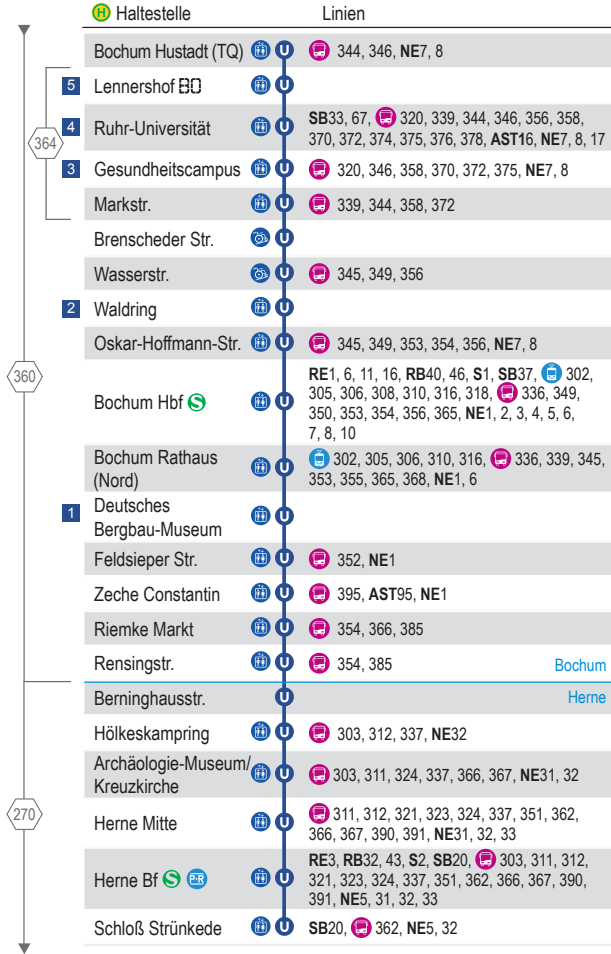 H Haltestelle Linien
Bochum Hustadt (TQ) U 344, 346, NE7, 8
5 Lennershof U
SB33, 67, 320, 339, 344, 346, 356, 358,
4 Ruhr-Universität U
370, 372, 374, 375, 376, 378, AST16, NE7, 8, 17
364
3 Gesundheitscampus U 320, 346, 358, 370, 372, 375, NE7, 8
Markstr. U 339, 344, 358, 372
Brenscheder Str. U
Wasserstr. U 345, 349, 356
2 Waldring U
Oskar-Hoffmann-Str. U 345, 349, 353, 354, 356, NE7, 8
360
RE1, 6, 11, 16, RB40, 46, S1, SB37, 302,
305, 306, 308, 310, 316, 318, 336, 349,
Bochum Hbf S U
350, 353, 354, 356, 365, NE1, 2, 3, 4, 5, 6,
7, 8, 10
Bochum Rathaus
(Nord) U
302, 305, 306, 310, 316, 336, 339, 345,
353, 355, 365, 368, NE1, 6
1 Deutsches
Bergbau-Museum U
Feldsieper Str. U 352, NE1
Zeche Constantin U 395, AST95, NE1
Riemke Markt U 354, 366, 385
Rensingstr. U 354, 385 Bochum
Berninghausstr. U Herne
Hölkeskampring U 303, 312, 337, NE32
Archäologie-Museum/
Kreuzkirche U 303, 311, 324, 337, 366, 367, NE31, 32
270
Herne Mitte U
311, 312, 321, 323, 324, 337, 351, 362,
366, 367, 390, 391, NE31, 32, 33
Herne Bf S P+R U
RE3, RB32, 43, S2, SB20, 303, 311, 312,
321, 323, 324, 337, 351, 362, 366, 367, 390,
391, NE5, 31, 32, 33
Schloß Strünkede U SB20, 362, NE5, 32